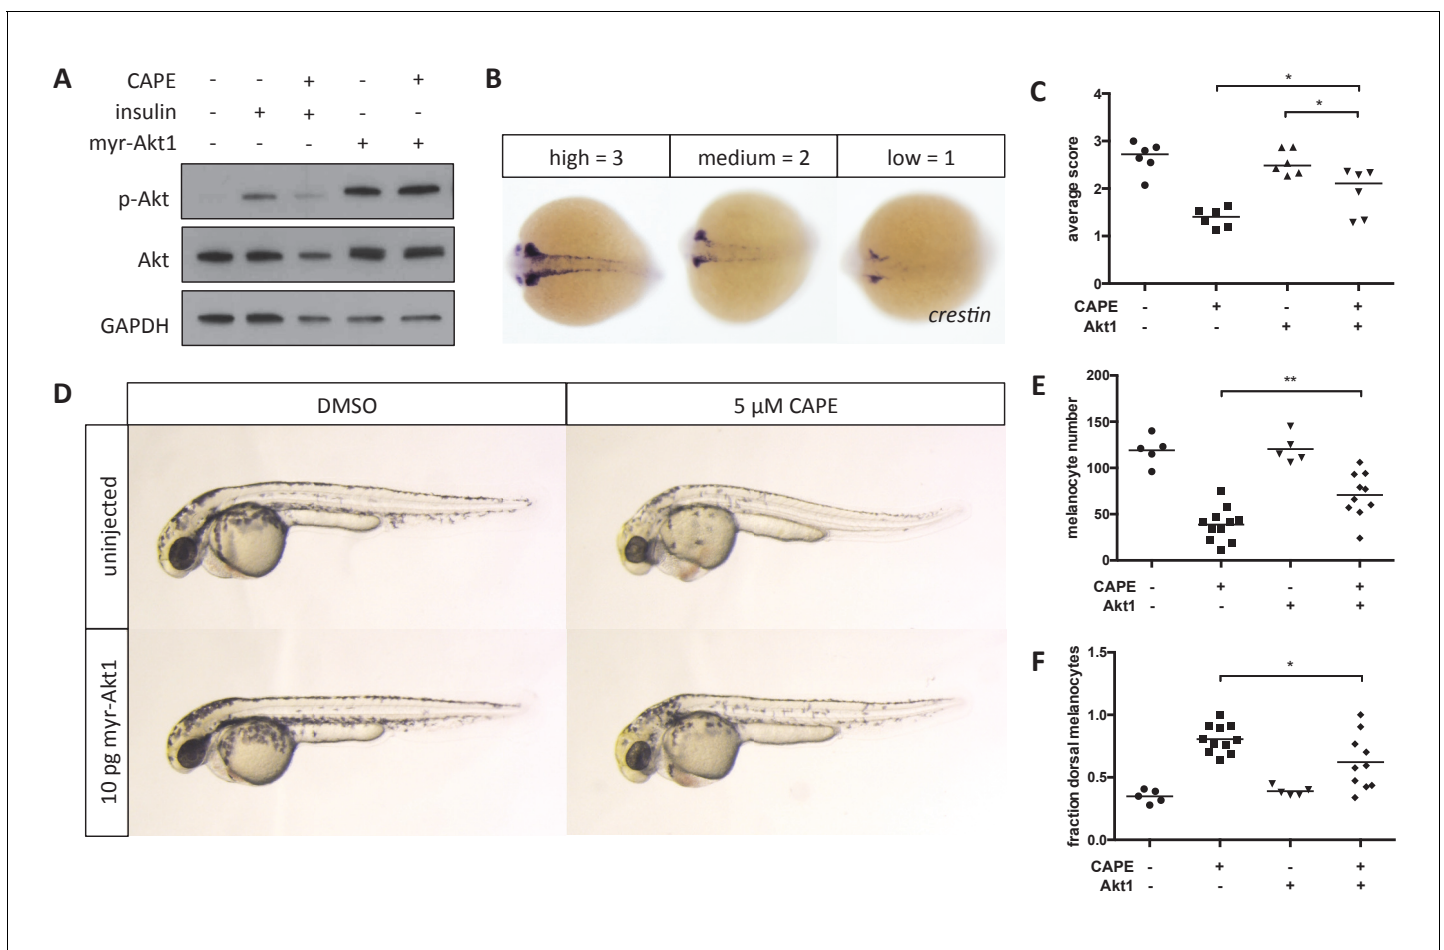 A
CAPE - - + - +
insulin - + + - -
myr-Akt1 - - - + +
p-Akt
Akt
GAPDH
B
high = 3 medium = 2 low = 1
crestin
C
average score
4
3
2
1
0
* 
*
CAPE - + - +
Akt1 - - + +
D
DMSO 5 µM CAPE
uninjected
10 pg myr-Akt1
E
melanocyte number
200
150
100
50
0
**
CAPE - + - +
Akt1 - - + +
F
fraction dorsal melanocytes
1.5
1.0
0.5
0.0
*
CAPE - + - +
Akt1 - - + +